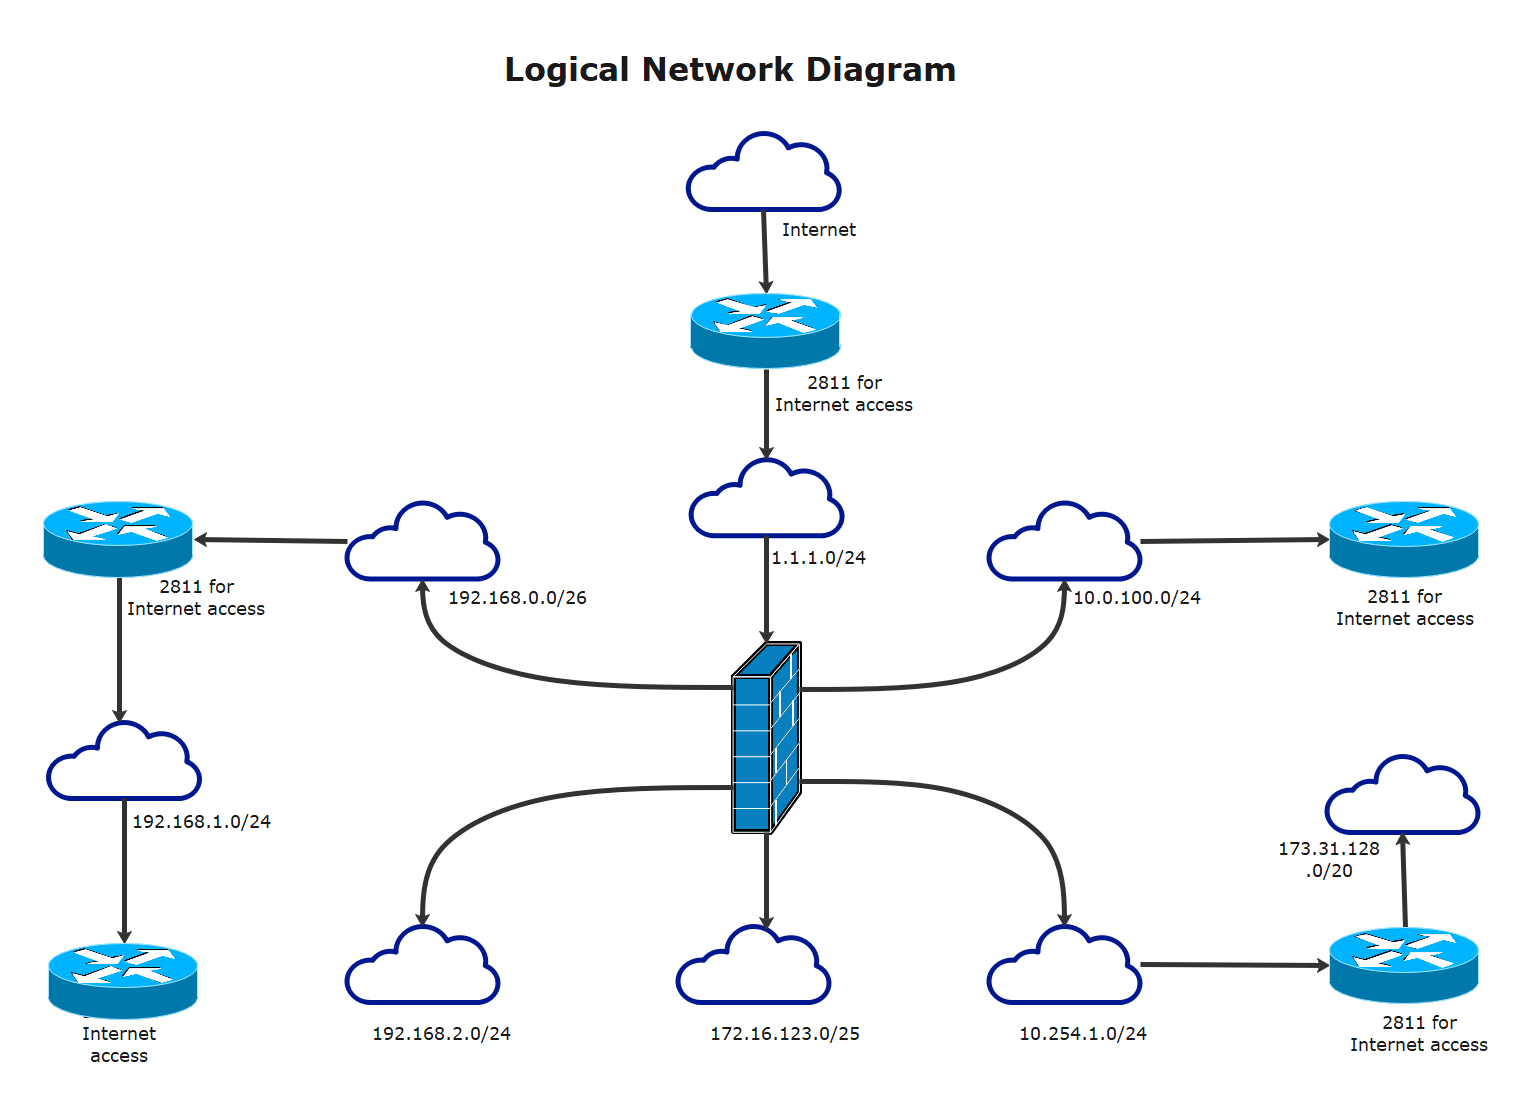 Logical Network Diagram
Internet
2811 for
Internet access
1.1.1.0/24
2811 for
Internet access
192.168.0.0/26
10.0.100.0/24
2811 for
Internet access
192.168.1.0/24
173.31.128
.0/20
Internet
access
192.168.2.0/24
172.16.123.0/25
10.254.1.0/24
2811 for
Internet access